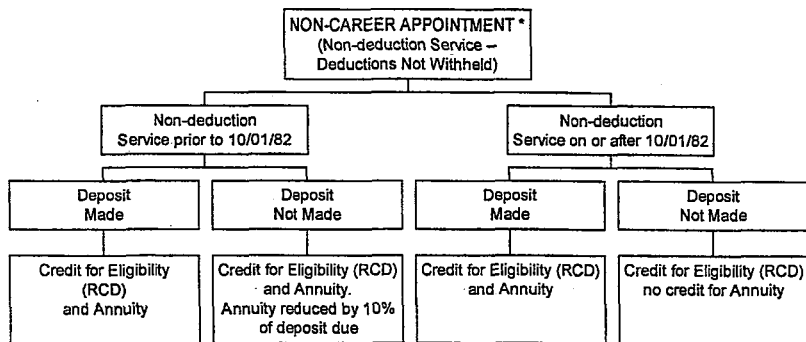 NON-CAREER APPOINTMENT *
(Non-deduction Service –
Deductions Not Withheld)
Non-deduction
Service prior to 10/01/82
Non-deduction
Service on or after 10/01/82
Deposit
Made
Deposit
Not Made
Deposit
Made
Deposit
Not Made
Credit for Eligibility
(RCD)
and Annuity
Credit for Eligibility (RCD)
and Annuity.
Annuity reduced by 10%
of deposit due
Credit for Eligibility (RCD)
and Annuity
Credit for Eligibility (RCD)
no credit for Annuity